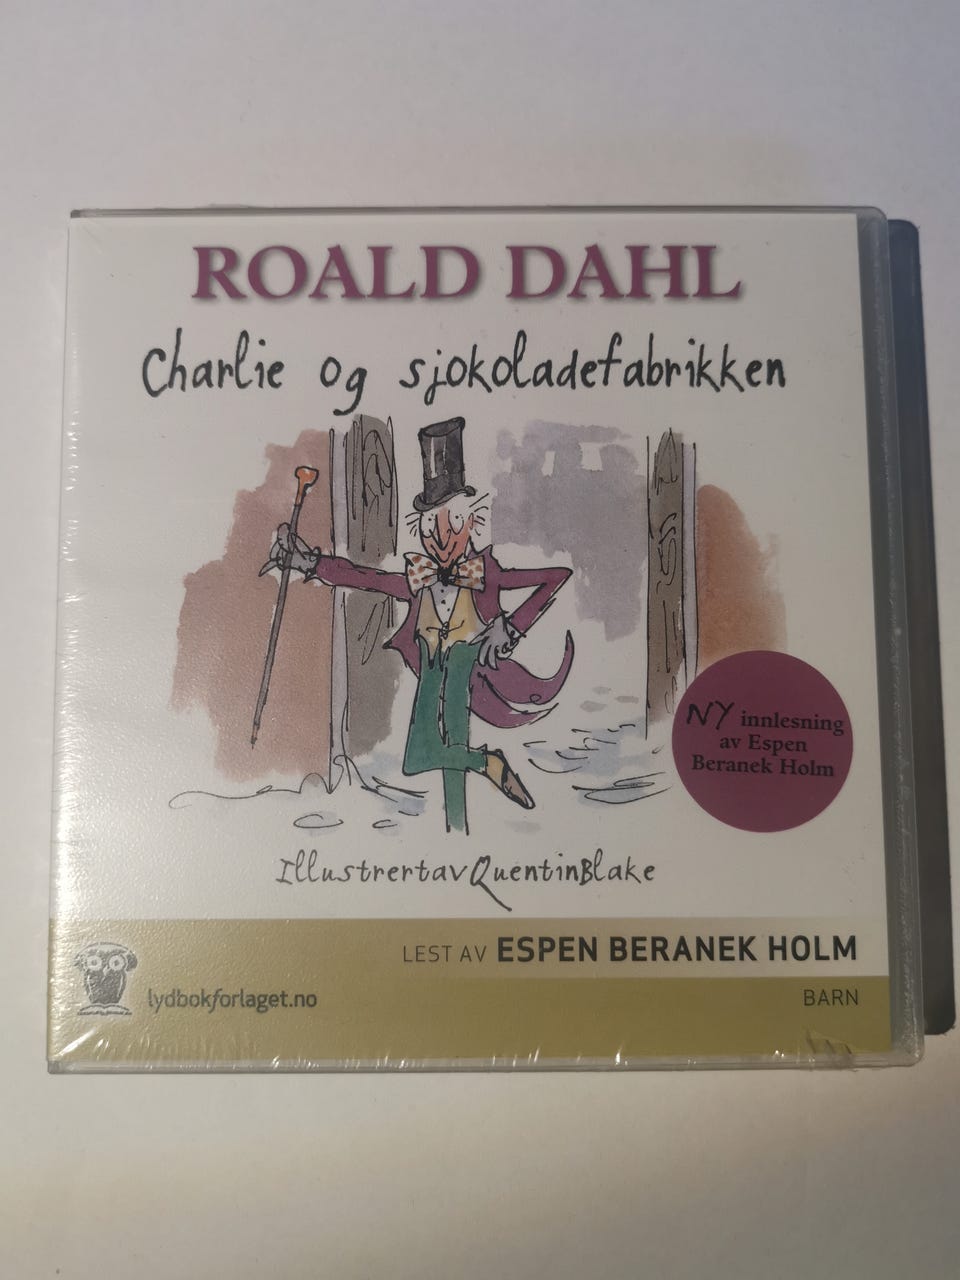 ROALD DAHL
Charlie og sjokoladefabrikken
NY innlesning
av Espen
Beranek Holm
IllustrertavQuentinBlake
LEST AV ESPEN BERANEK HOLM
lydbokforlaget.no
BARN